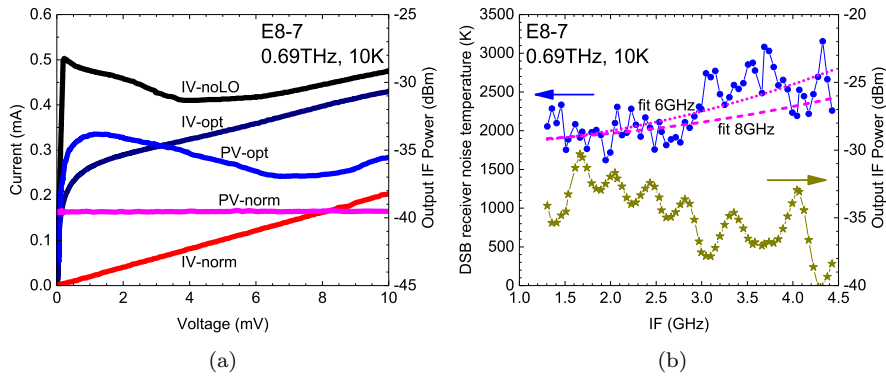 E8-7
0.69THz, 10K
IV-noLO
IV-opt
PV-opt
PV-norm
IV-norm
0.6
0.5
0.4
0.3
0.2
0.1
0.0
Current (mA)
0
2
4
6
8
10
Voltage (mV)
-25
-30
-35
-40
-45
Output IF Power (dBm)
(a)
E8-7
0.69THz, 10K
fit 6GHz
fit 8GHz
3500
3000
2500
2000
1500
1000
500
0
DSB receiver noise temperature (K)
1.0
1.5
2.0
2.5
3.0
3.5
4.0
4.5
IF (GHz)
-20
-25
-30
-35
-40
Output IF Power (dBm)
(b)